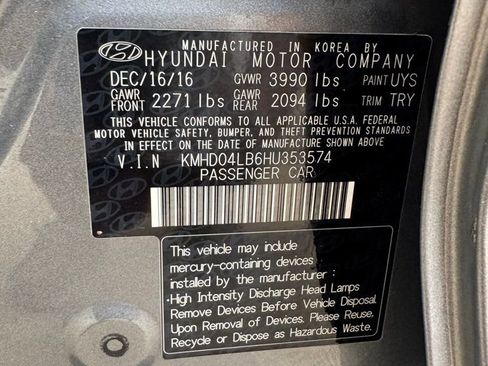 MANUFACTURED IN KOREA BY
HYUNDAI MOTOR COMPANY
DEC/16/16 GVWR 3990 lbs PAINT UYS
GAWR FRONT 2271 lbs GAWR REAR 2094 lbs TRIM TRY
THIS VEHICLE CONFORMS TO ALL APPLICABLE U.S.A. FEDERAL
MOTOR VEHICLE SAFETY, BUMPER, AND THEFT PREVENTION STANDARDS
IN EFFECT ON THE DATE OF MANUFACTURE SHOWN ABOVE.
V.I.N KMHD04LB6HU353574
PASSENGER CAR
This vehicle may include
mercury-containing devices
installed by the manufacturer :
• High Intensity Discharge Head Lamps
Remove Devices Before Vehicle Disposal.
Upon Removal of Devices, Please Reuse,
Recycle or Dispose as Hazardous Waste.